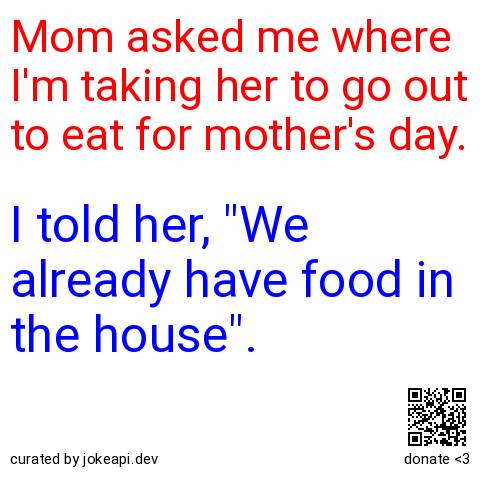 Mom asked me where
I'm taking her to go out
to eat for mother's day.
I told her, "We
already have food in
the house".
curated by jokeapi.dev
donate <3